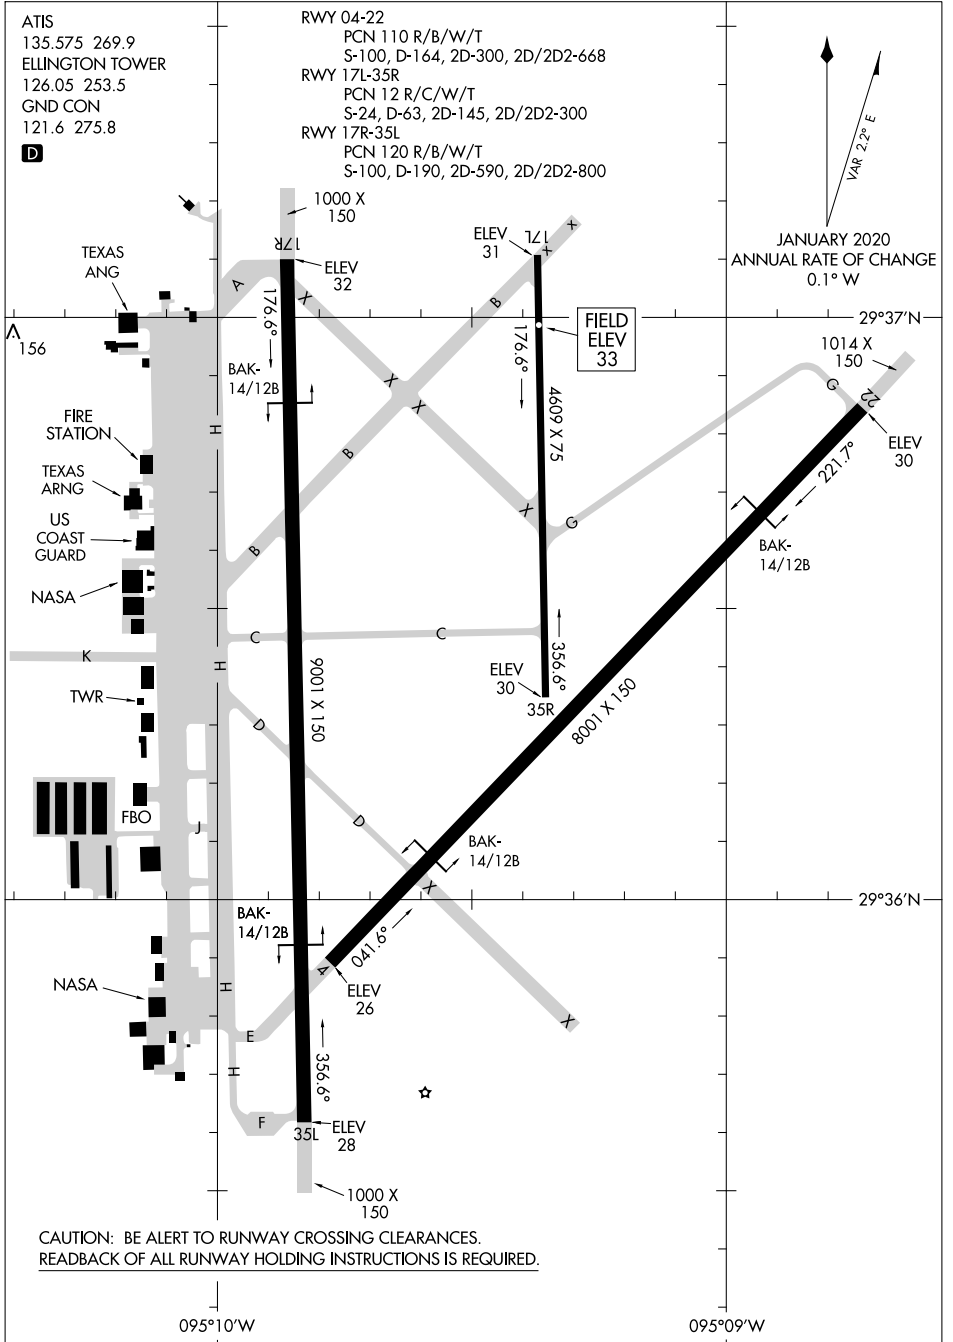 ATIS
135.575 269.9
ELLINGTON TOWER
126.05 253.5
GND CON
121.6 275.8
D
RWY 04-22
PCN 110 R/B/W/T
S-100, D-164, 2D-300, 2D/2D2-668
RWY 17L-35R
PCN 12 R/C/W/T
S-24, D-63, 2D-145, 2D/2D2-300
RWY 17R-35L
PCN 120 R/B/W/T
S-100, D-190, 2D-590, 2D/2D2-800
VAR 2.2° E
JANUARY 2020
ANNUAL RATE OF CHANGE
0.1° W
1000 X
150
17R
ELEV
32
ELEV
31
17L
X
X
TEXAS
ANG
A
X
B
176.6°
176.6°
FIELD
ELEV
33
29°37'N
156
1014 X
150
BAK-
14/12B
X
X
G
22
4609 X 75
FIRE
STATION
H
B
ELEV
30
221.7°
TEXAS
ARNG
X
G
US
COAST
GUARD
B
BAK-
14/12B
NASA
C
C
K
H
9001 X 150
356.6°
ELEV
30
35R
TWR
D
8001 X 150
FBO
J
D
BAK-
14/12B
X
29°36'N
BAK-
14/12B
041.6°
4
ELEV
26
NASA
H
E
X
H
356.6°
F
35L
ELEV
28
1000 X
150
CAUTION: BE ALERT TO RUNWAY CROSSING CLEARANCES.
READBACK OF ALL RUNWAY HOLDING INSTRUCTIONS IS REQUIRED.
095°10'W
095°09'W